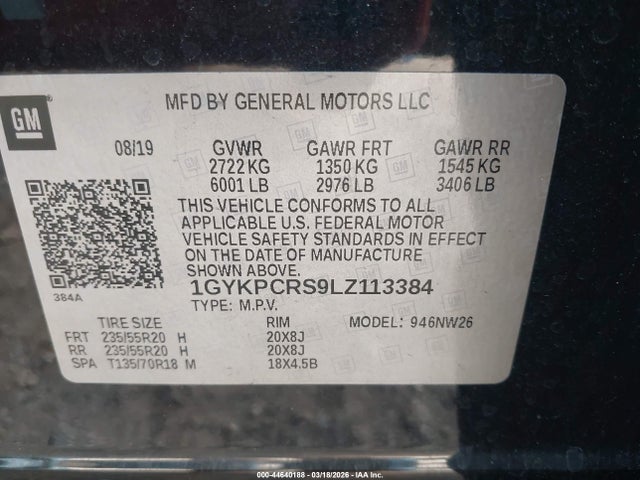 GM
MFD BY GENERAL MOTORS LLC
08/19 GVWR GAWR FRT GAWR RR
2722 KG 1350 KG 1545 KG
6001 LB 2976 LB 3406 LB
THIS VEHICLE CONFORMS TO ALL
APPLICABLE U.S. FEDERAL MOTOR
VEHICLE SAFETY STANDARDS IN EFFECT
ON THE DATE OF MANUFACTURE
SHOWN ABOVE.
384A
1GYKPCRS9LZ113384
TYPE: M.P.V.
TIRE SIZE RIM MODEL: 946NW26
FRT 235/55R20 H 20X8J
RR 235/55R20 H 20X8J
SPA T135/70R18 M 18X4.5B
000-44640188 - 03/18/2026 - IAA Inc.